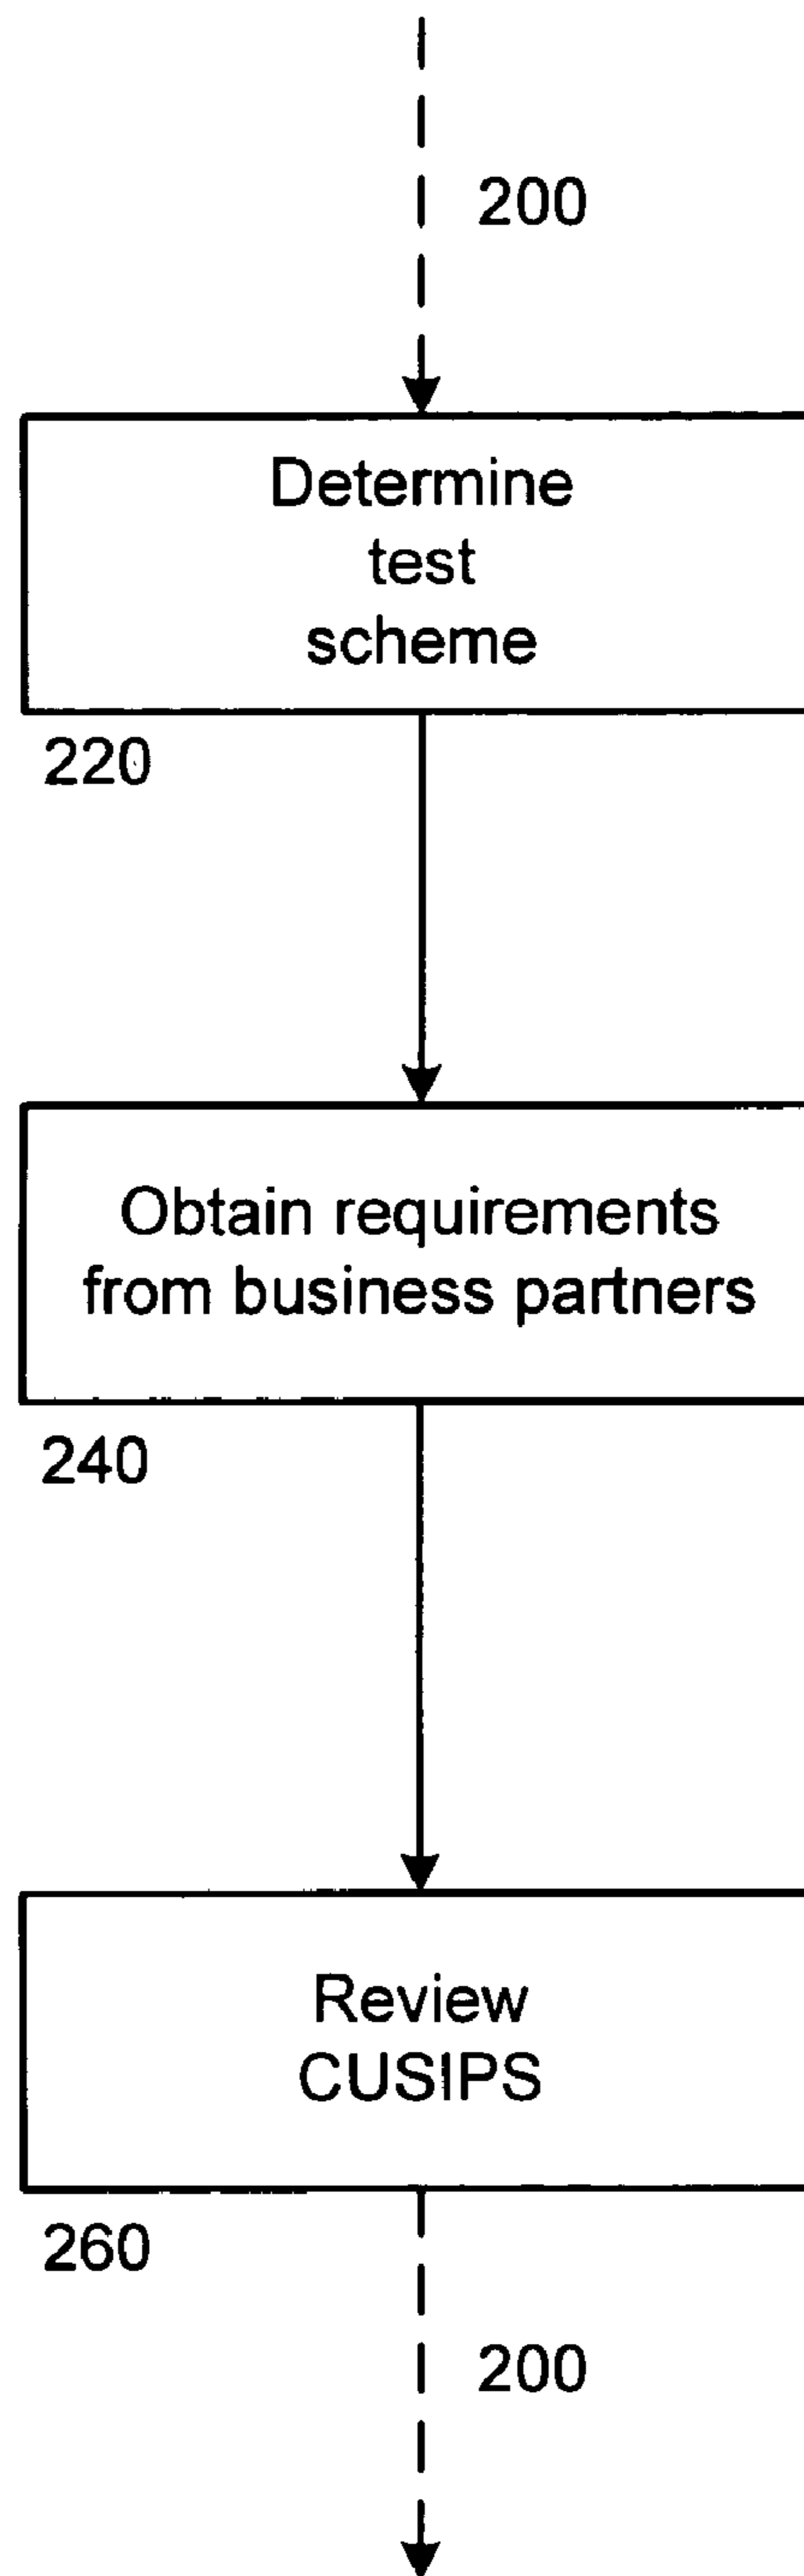 200
Determine
test
scheme
220
Obtain requirements
from business partners
240
Review
CUSIPS
260
200